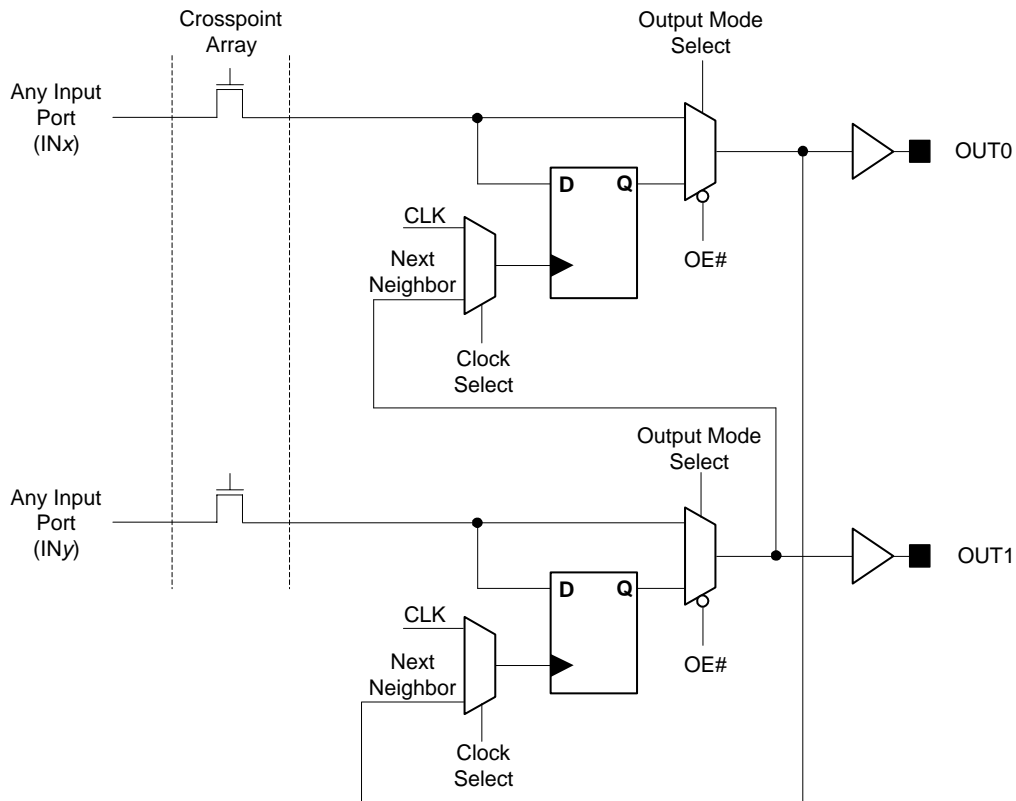 Crosspoint
Array
Output Mode
Select
Any Input
Port
(INx)
D
Q
OUT0
CLK
Next
Neighbor
OE#
Clock
Select
Output Mode
Select
Any Input
Port
(INy)
D
Q
OUT1
CLK
Next
Neighbor
OE#
Clock
Select